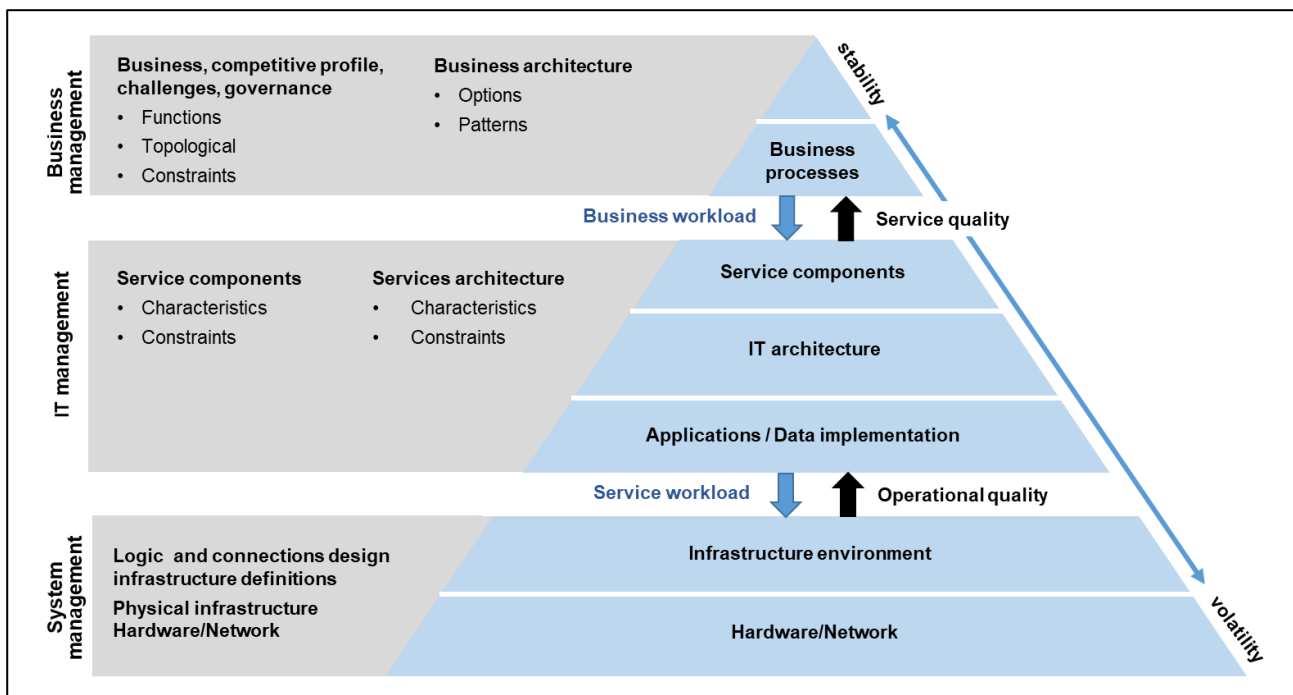 Business management
Business, competitive profile,
challenges, governance
• Functions
• Topological
• Constraints
Business architecture
• Options
• Patterns
Business
processes
stability
Business workload
Service quality
IT management
Service components
• Characteristics
• Constraints
Services architecture
• Characteristics
• Constraints
Service components
IT architecture
Applications / Data implementation
Service workload
Operational quality
System management
Logic and connections design
infrastructure definitions
Physical infrastructure
Hardware/Network
Infrastructure environment
Hardware/Network
volatility